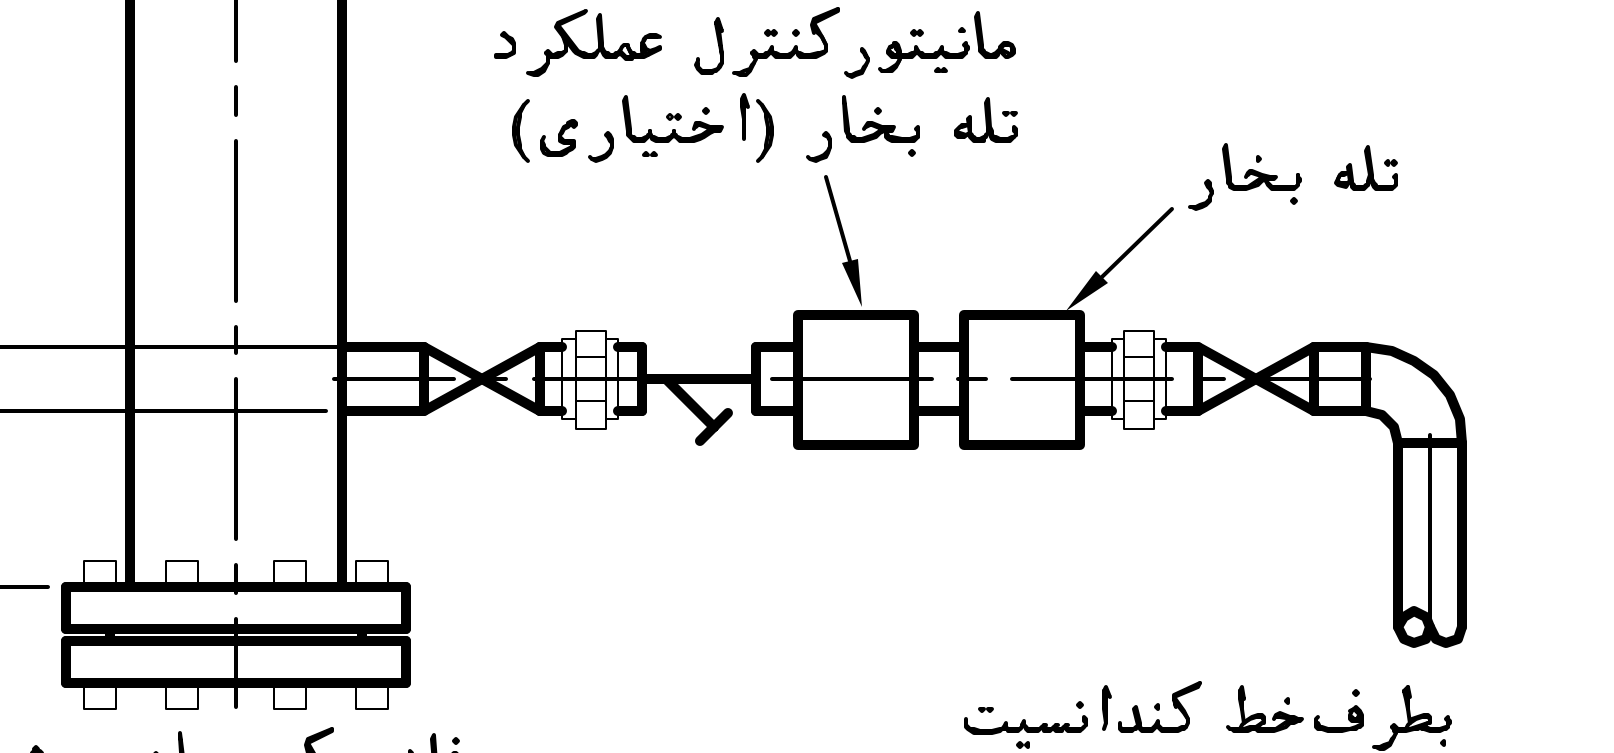 مانیتورکنترل عملکرد
تله بخار (اختیاری)
تله بخار
بطرف خط کندانسیت